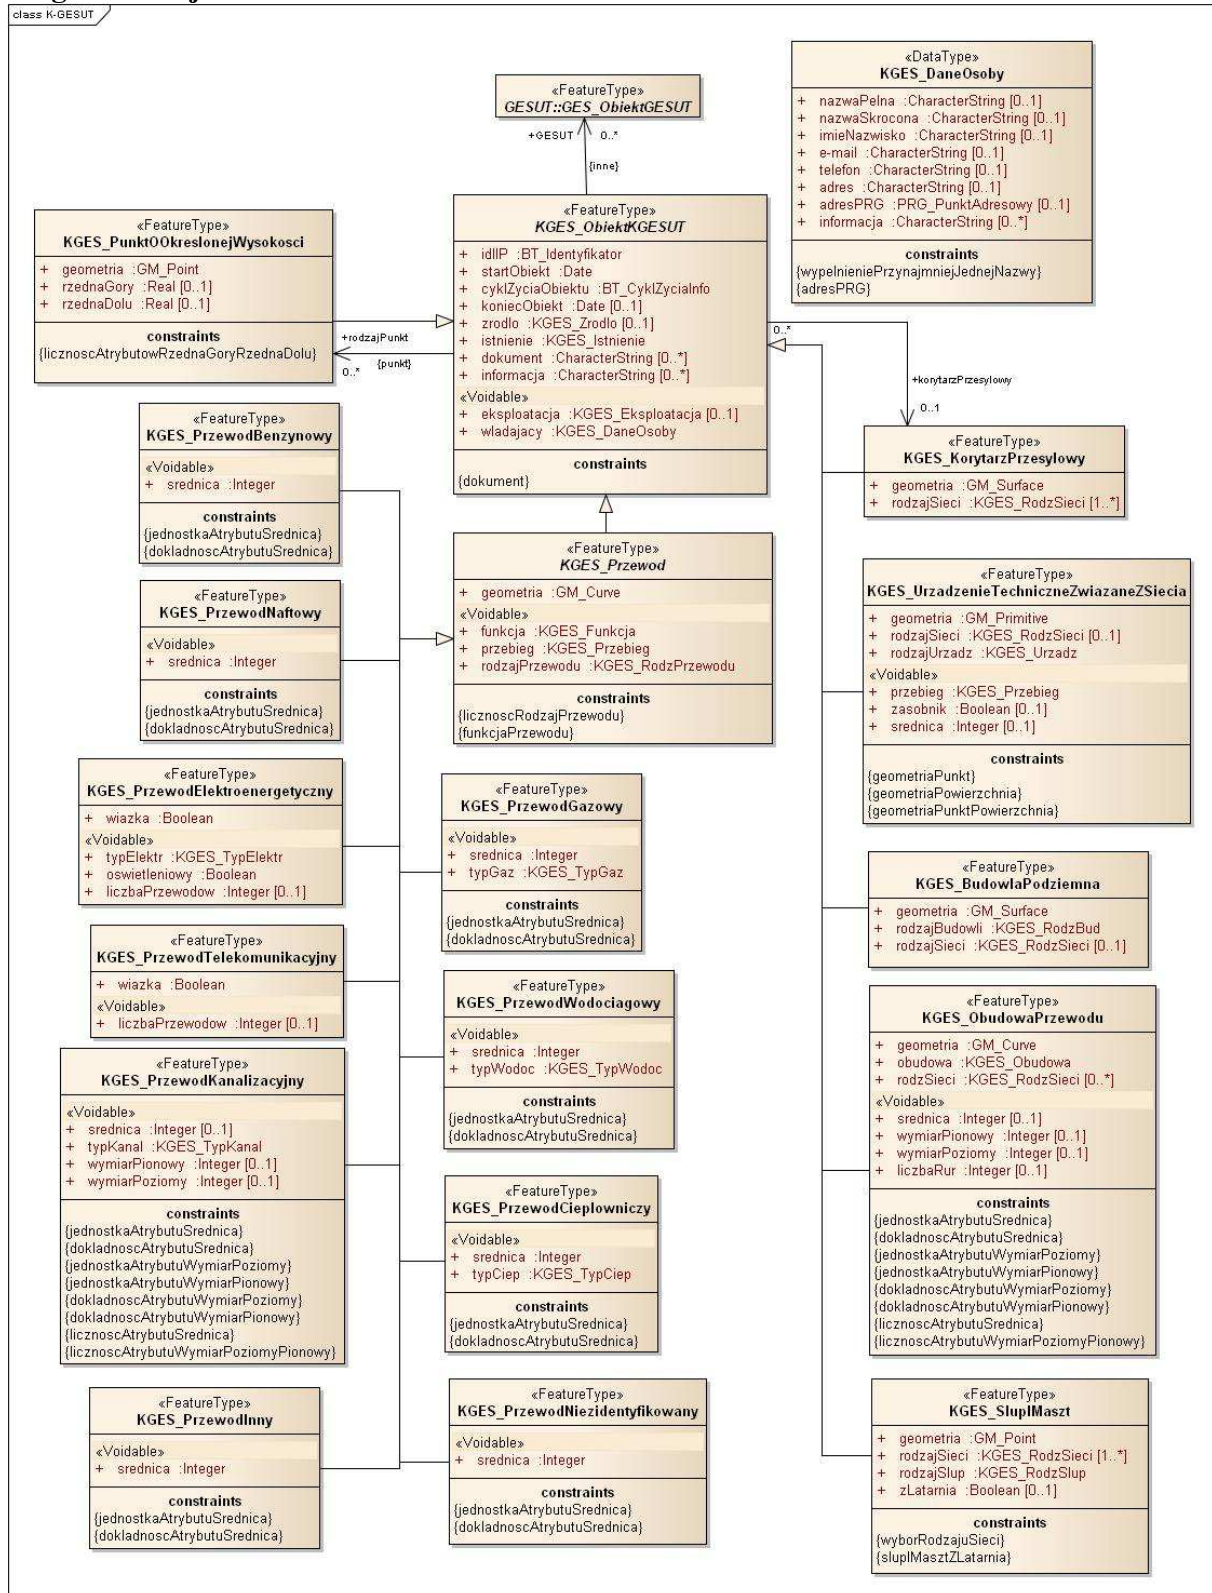 class K-GESUT
«FeatureType»
GESUT::GES_ObiektGESUT
+GESUT 0..*
{inne}
«DataType»
KGES_DaneOsoby
+ nazwaPelna :CharacterString [0..1]
+ nazwaSkrocona :CharacterString [0..1]
+ imieNazwisko :CharacterString [0..1]
+ e-mail :CharacterString [0..1]
+ telefon :CharacterString [0..1]
+ adres :CharacterString [0..1]
+ adresPRG :PRG_PunktAdresowy [0..1]
+ informacja :CharacterString [0..*]
constraints
{wypelnieniePrzynajmniejJednejNazwy}
{adresPRG}
«FeatureType»
KGES_PunktOOkreslonejWysokosci
+ geometria :GM_Point
+ rzednaGory :Real [0..1]
+ rzednaDolu :Real [0..1]
constraints
{licznoscAtrybutowRzednaGoryRzednaDolu}
«FeatureType»
KGES_ObiektKGESUT
+ idIIP :BT_Identyfikator
+ startObiekt :Date
+ cyklZyciaObiektu :BT_CyklZyciaInfo
+ koniecObiekt :Date [0..1]
+ zrodlo :KGES_Zrodlo [0..1]
+ istnienie :KGES_Istnienie
+ dokument :CharacterString [0..*]
+ informacja :CharacterString [0..*]
«Voidable»
+ eksploatacja :KGES_Eksploatacja [0..1]
+ wladajacy :KGES_DaneOsoby
constraints
{dokument}
+rodzajPunkt
{punkt}
0..*
0..*
+korytarzPrzesylowy
0..1
«FeatureType»
KGES_KorytarzPrzesylowy
+ geometria :GM_Surface
+ rodzajSieci :KGES_RodzSieci [1..*]
«FeatureType»
KGES_PrzewodBenzynowy
«Voidable»
+ srednica :Integer
constraints
{jednostkaAtrybutuSrednica}
{dokladnoscAtrybutuSrednica}
«FeatureType»
KGES_Przewod
+ geometria :GM_Curve
«Voidable»
+ funkcja :KGES_Funkcja
+ przebieg :KGES_Przebieg
+ rodzajPrzewodu :KGES_RodzPrzewodu
constraints
{licznoscRodzajPrzewodu}
{funkcjaPrzewodu}
«FeatureType»
KGES_UrzadzenieTechniczneZwiazaneZSiecia
+ geometria :GM_Primitive
+ rodzajSieci :KGES_RodzSieci [0..1]
+ rodzajUrzadz :KGES_Urzadz
«Voidable»
+ przebieg :KGES_Przebieg
+ zasobnik :Boolean [0..1]
+ srednica :Integer [0..1]
constraints
{geometriaPunkt}
{geometriaPowierzchnia}
{geometriaPunktPowierzchnia}
«FeatureType»
KGES_PrzewodNaftowy
«Voidable»
+ srednica :Integer
constraints
{jednostkaAtrybutuSrednica}
{dokladnoscAtrybutuSrednica}
«FeatureType»
KGES_PrzewodElektroenergetyczny
+ wiazka :Boolean
«Voidable»
+ typElektr :KGES_TypElektr
+ oswietleniowy :Boolean
+ liczbaPrzewodow :Integer [0..1]
«FeatureType»
KGES_PrzewodGazowy
«Voidable»
+ srednica :Integer
+ typGaz :KGES_TypGaz
constraints
{jednostkaAtrybutuSrednica}
{dokladnoscAtrybutuSrednica}
«FeatureType»
KGES_BudowlaPodziemna
+ geometria :GM_Surface
+ rodzajBudowli :KGES_RodzBud
+ rodzajSieci :KGES_RodzSieci [0..1]
«FeatureType»
KGES_PrzewodTelekomunikacyjny
+ wiazka :Boolean
«Voidable»
+ liczbaPrzewodow :Integer [0..1]
«FeatureType»
KGES_PrzewodWodociagowy
«Voidable»
+ srednica :Integer
+ typWodoc :KGES_TypWodoc
constraints
{jednostkaAtrybutuSrednica}
{dokladnoscAtrybutuSrednica}
«FeatureType»
KGES_ObudowaPrzewodu
+ geometria :GM_Curve
+ obudowa :KGES_Obudowa
+ rodzSieci :KGES_RodzSieci [0..*]
«Voidable»
+ srednica :Integer [0..1]
+ wymiarPionowy :Integer [0..1]
+ wymiarPoziomy :Integer [0..1]
+ liczbaRur :Integer [0..1]
constraints
{jednostkaAtrybutuSrednica}
{dokladnoscAtrybutuSrednica}
{jednostkaAtrybutuWymiarPoziomy}
{jednostkaAtrybutuWymiarPionowy}
{dokladnoscAtrybutuWymiarPoziomy}
{dokladnoscAtrybutuWymiarPionowy}
{licznoscAtrybutuSrednica}
{licznoscAtrybutuWymiarPoziomyPionowy}
«FeatureType»
KGES_PrzewodKanalizacyjny
«Voidable»
+ srednica :Integer [0..1]
+ typKanal :KGES_TypKanal
+ wymiarPionowy :Integer [0..1]
+ wymiarPoziomy :Integer [0..1]
constraints
{jednostkaAtrybutuSrednica}
{dokladnoscAtrybutuSrednica}
{jednostkaAtrybutuWymiarPoziomy}
{jednostkaAtrybutuWymiarPionowy}
{dokladnoscAtrybutuWymiarPoziomy}
{dokladnoscAtrybutuWymiarPionowy}
{licznoscAtrybutuSrednica}
{licznoscAtrybutuWymiarPoziomyPionowy}
«FeatureType»
KGES_PrzewodCieplowniczy
«Voidable»
+ srednica :Integer
+ typCiep :KGES_TypCiep
constraints
{jednostkaAtrybutuSrednica}
{dokladnoscAtrybutuSrednica}
«FeatureType»
KGES_PrzewodInny
«Voidable»
+ srednica :Integer
constraints
{jednostkaAtrybutuSrednica}
{dokladnoscAtrybutuSrednica}
«FeatureType»
KGES_PrzewodNiezidentyfikowany
«Voidable»
+ srednica :Integer
constraints
{jednostkaAtrybutuSrednica}
{dokladnoscAtrybutuSrednica}
«FeatureType»
KGES_SlupIMaszt
+ geometria :GM_Point
+ rodzajSieci :KGES_RodzSieci [1..*]
+ rodzajSlup :KGES_RodzSlup
+ zLatarnia :Boolean [0..1]
constraints
{wyborRodzajuSieci}
{slupIMasztZLatarnia}